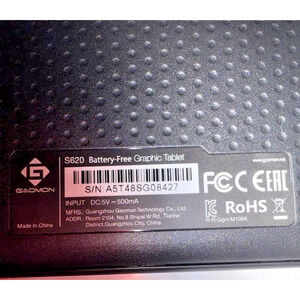 S620 Battery-Free Graphic Tablet
www.gaomon.net
GAOMON
S/N A5T48SG08427
FCC CE EAC
INPUT: DC:5V⎓500mA
RoHS
MFRS.: Guangzhou Gaomon Technology Co., Ltd.
ADDR.: Room 2104, No.8 Shipai W Rd, Tianhe
District,Guangzhou City, China.
R-R-Ggm-M106K
Made in China